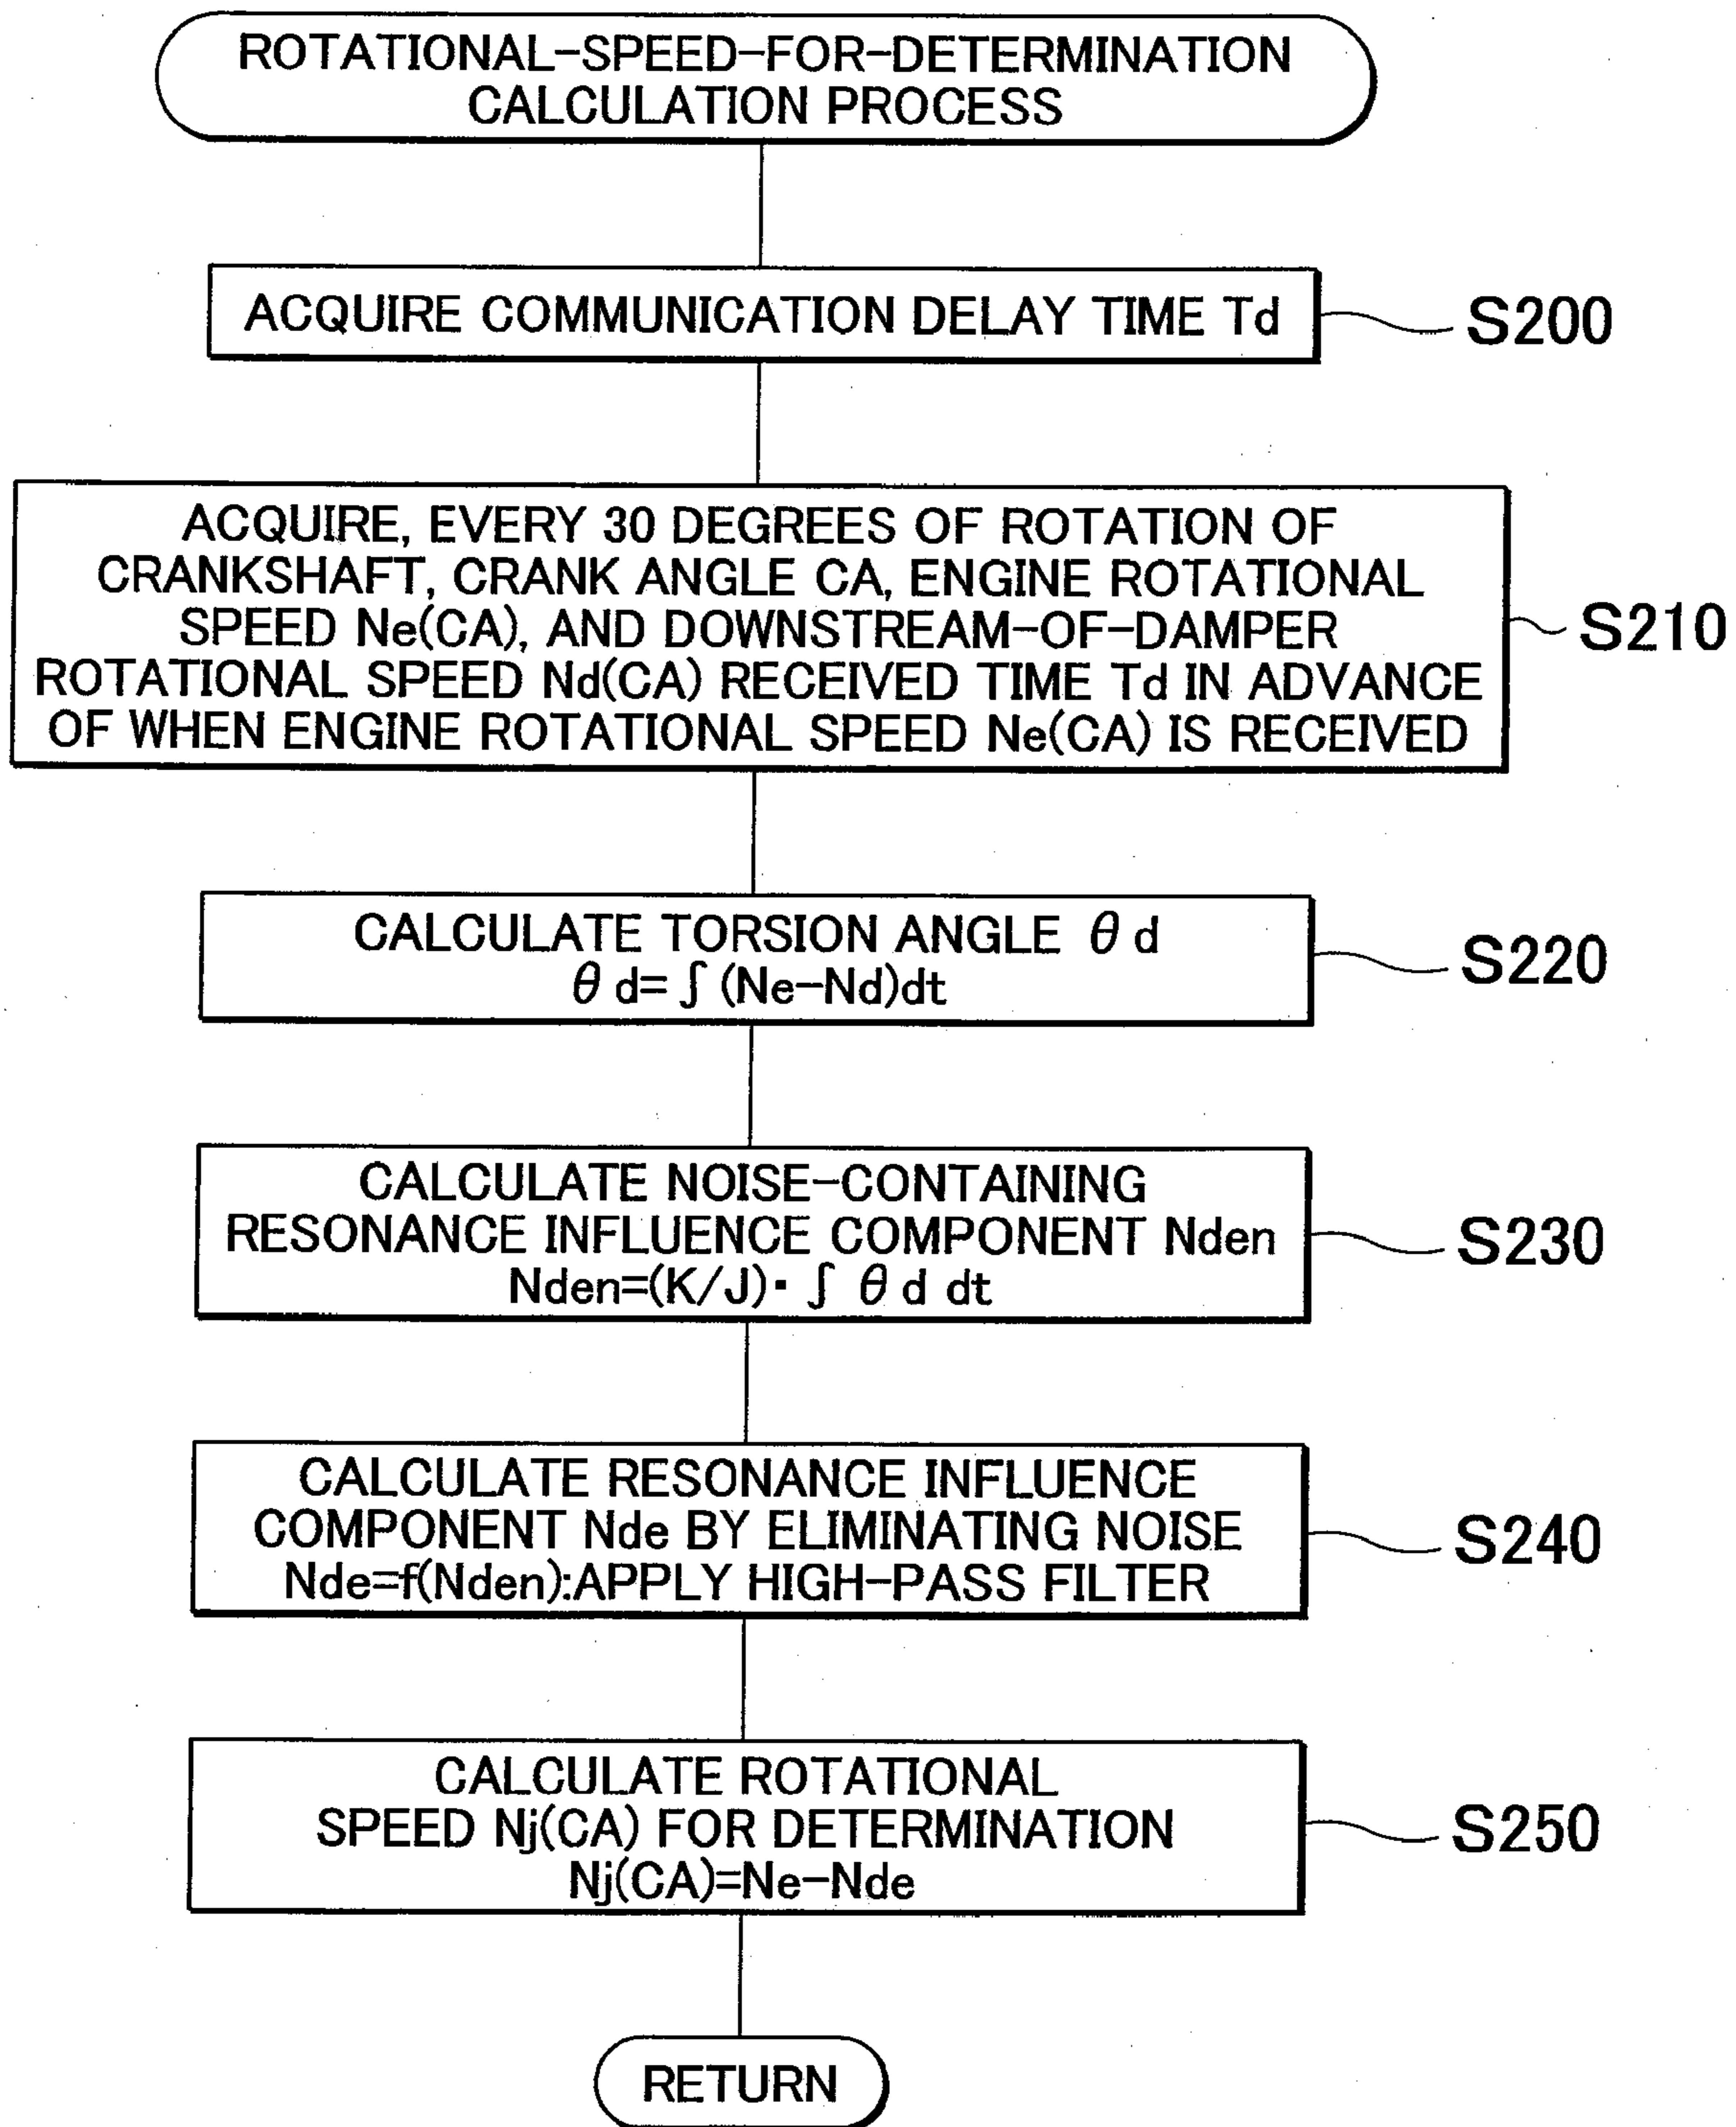 ROTATIONAL-SPEED-FOR-DETERMINATION
CALCULATION PROCESS
ACQUIRE COMMUNICATION DELAY TIME Td
S200
ACQUIRE, EVERY 30 DEGREES OF ROTATION OF
CRANKSHAFT, CRANK ANGLE CA, ENGINE ROTATIONAL
SPEED Ne(CA), AND DOWNSTREAM-OF-DAMPER
ROTATIONAL SPEED Nd(CA) RECEIVED TIME Td IN ADVANCE
OF WHEN ENGINE ROTATIONAL SPEED Ne(CA) IS RECEIVED
S210
CALCULATE TORSION ANGLE θ d
θ d=∫(Ne-Nd)dt
S220
CALCULATE NOISE-CONTAINING
RESONANCE INFLUENCE COMPONENT Nden
Nden=(K/J)·∫ θ d dt
S230
CALCULATE RESONANCE INFLUENCE
COMPONENT Nde BY ELIMINATING NOISE
Nde=f(Nden):APPLY HIGH-PASS FILTER
S240
CALCULATE ROTATIONAL
SPEED Nj(CA) FOR DETERMINATION
Nj(CA)=Ne-Nde
S250
RETURN